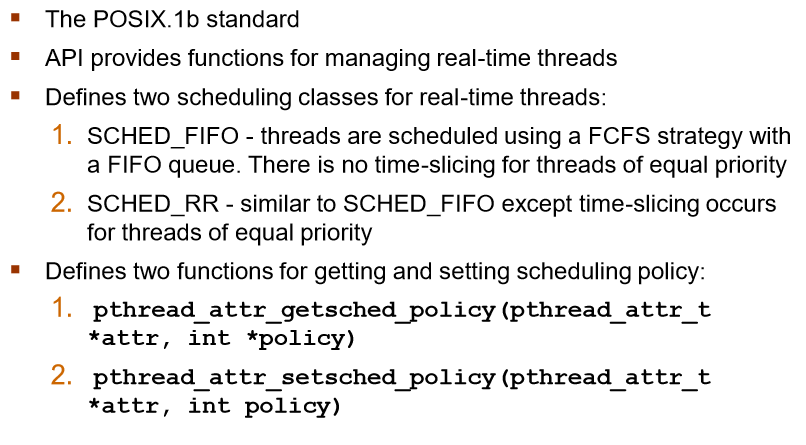 ▪ The POSIX.1b standard
▪ API provides functions for managing real-time threads
▪ Defines two scheduling classes for real-time threads:
1. SCHED_FIFO - threads are scheduled using a FCFS strategy with
a FIFO queue. There is no time-slicing for threads of equal priority
2. SCHED_RR - similar to SCHED_FIFO except time-slicing occurs
for threads of equal priority
▪ Defines two functions for getting and setting scheduling policy:
1. pthread_attr_getsched_policy(pthread_attr_t
*attr, int *policy)
2. pthread_attr_setsched_policy(pthread_attr_t
*attr, int policy)